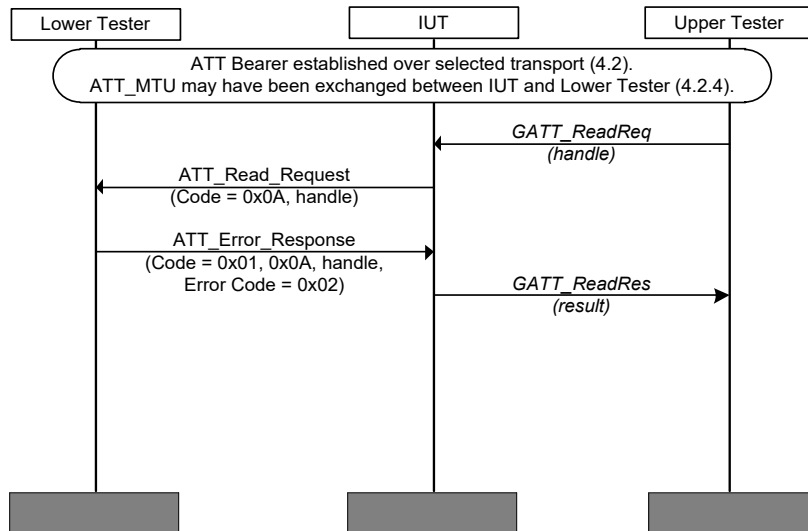 Lower Tester
IUT
Upper Tester
ATT Bearer established over selected transport (4.2).
ATT_MTU may have been exchanged between IUT and Lower Tester (4.2.4).
GATT_ReadReq
(handle)
ATT_Read_Request
(Code = 0x0A, handle)
ATT_Error_Response
(Code = 0x01, 0x0A, handle,
Error Code = 0x02)
GATT_ReadRes
(result)